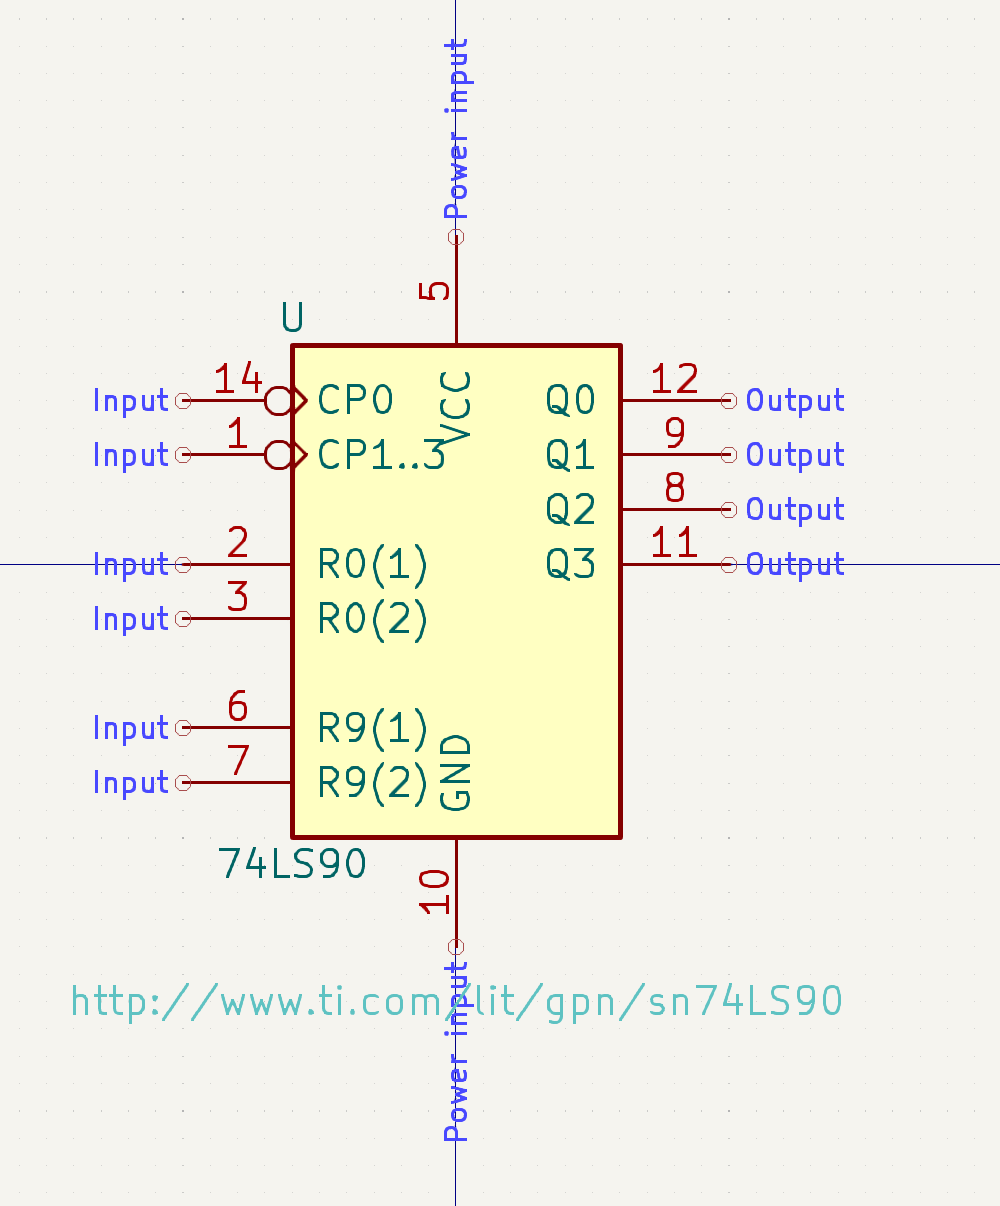 Power input
5
U
14
Input
CP0
VCC
Q0
12
Output
1
Input
CP1..3
Q1
9
Output
Q2
8
Output
2
Input
R0(1)
Q3
11
Output
3
Input
R0(2)
6
Input
R9(1)
7
Input
R9(2)
GND
74LS90
10
http://www.ti.com/lit/gpn/sn74LS90
Power input